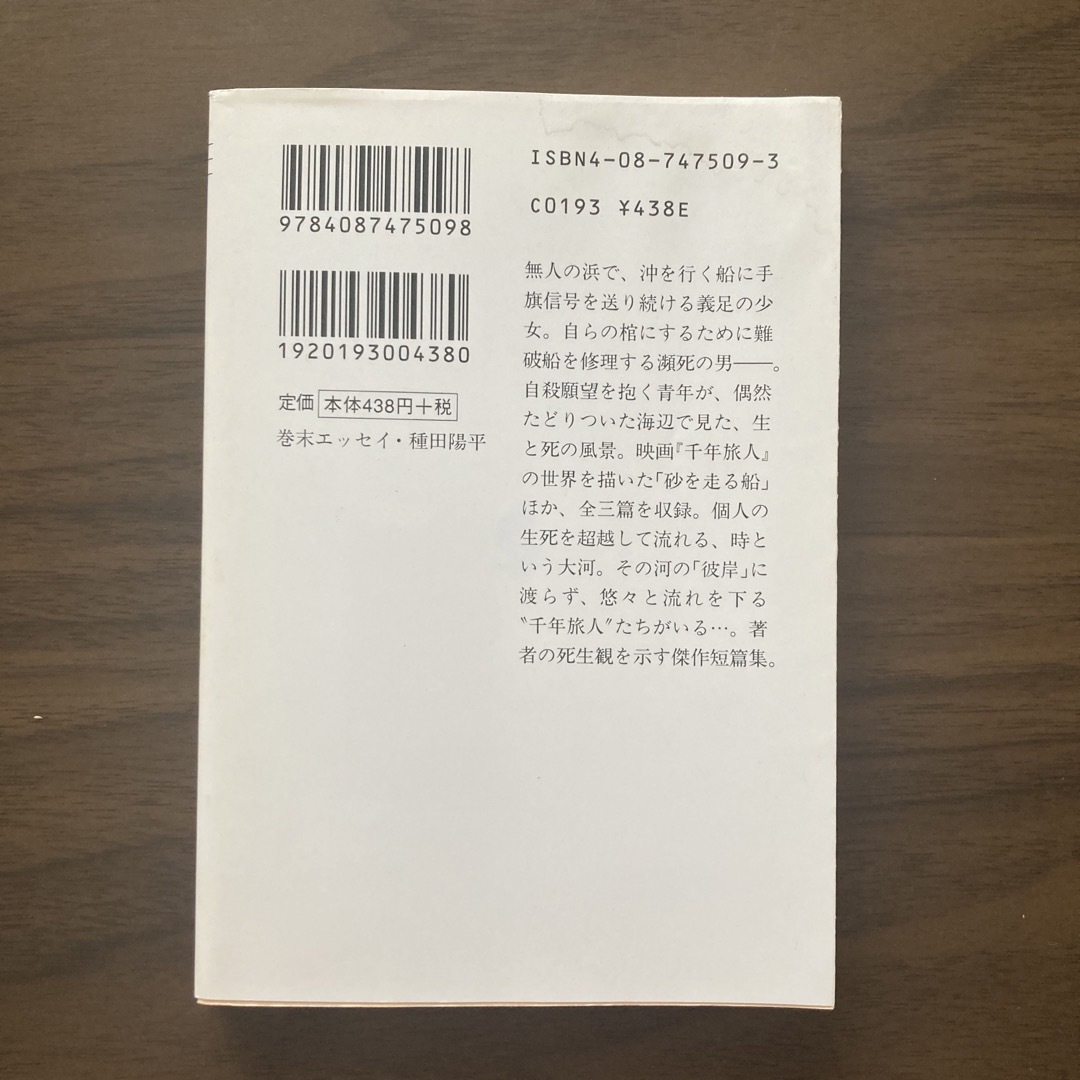 9784087475098
1920193004380
定価 本体438円+税
巻末エッセイ・種田陽平
ISBN4-08-747509-3
C0193 ¥438E
無人の浜で、沖を行く船に手
旗信号を送り続ける義足の少
女。自らの棺にするために難
破船を修理する瀕死の男――。
自殺願望を抱く青年が、偶然
たどりついた海辺で見た、生
と死の風景。映画『千年旅人』
の世界を描いた「砂を走る船」
ほか、全三篇を収録。個人の
生死を超越して流れる、時と
いう大河。その河の「彼岸」に
渡らず、悠々と流れを下る
〝千年旅人〟たちがいる…。著
者の死生観を示す傑作短篇集。